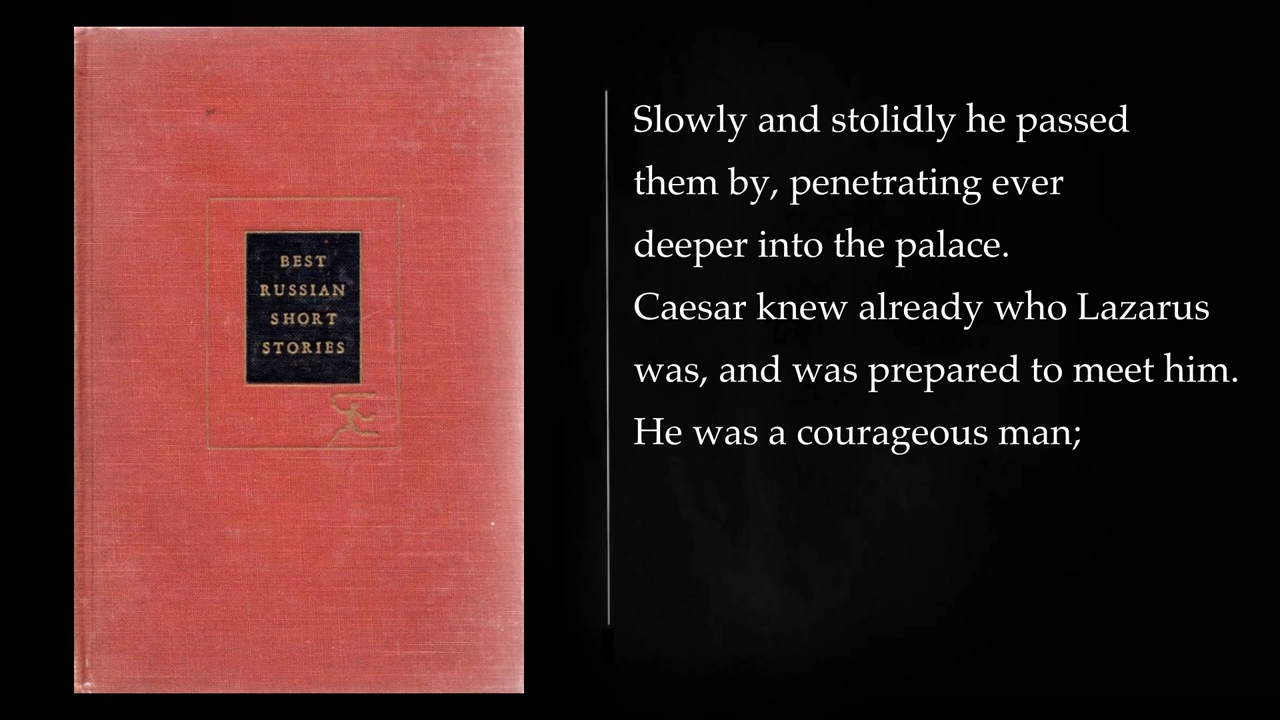 BEST
RUSSIAN
SHORT
STORIES
Slowly and stolidly he passed
them by, penetrating ever
deeper into the palace.
Caesar knew already who Lazarus
was, and was prepared to meet him.
He was a courageous man;